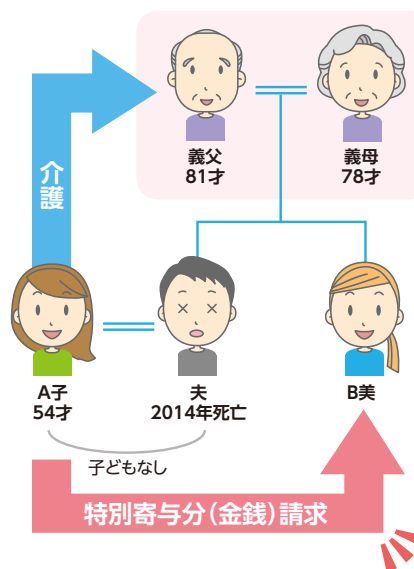 義父
81才
義母
78才
介護
A子
54才
夫
2014年死亡
B美
子どもなし
特別寄与分（金銭）請求